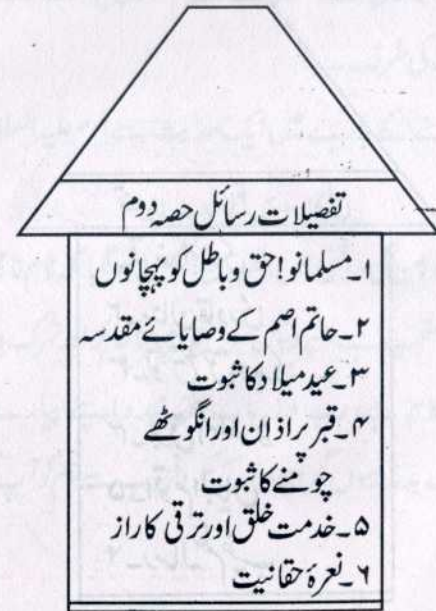 تفصیلات رسائل حصہ دوم
۱۔ مسلمانو! حق و باطل کو پہچانوں
۲۔ حاتم اصم کے وصایائے مقدسہ
۳۔ عید میلاد کا ثبوت
۴۔ قبر پر اذان اور انگوٹھے
چومنے کا ثبوت
۵۔ خدمت خلق اور ترقی کا راز
۶۔ نعرۂ حقانیت